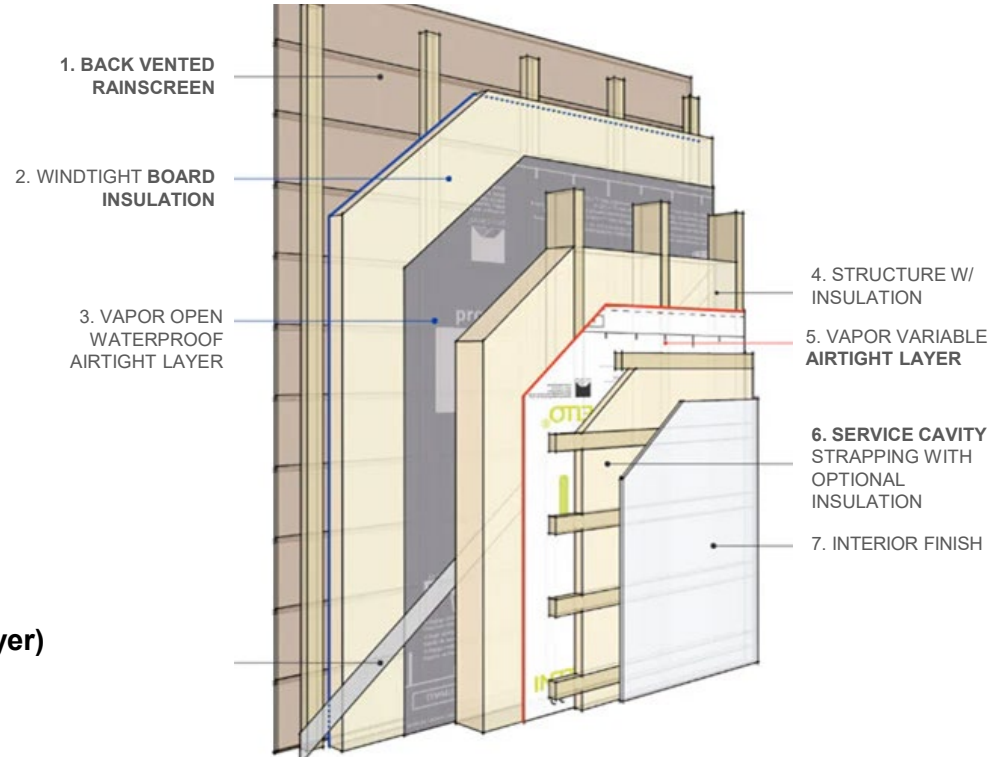 1. BACK VENTED
RAINSCREEN
2. WINDTIGHT BOARD
INSULATION
3. VAPOR OPEN
WATERPROOF
AIRTIGHT LAYER
yer)
4. STRUCTURE W/
INSULATION
5. VAPOR VARIABLE
AIRTIGHT LAYER
6. SERVICE CAVITY
STRAPPING WITH
OPTIONAL
INSULATION
7. INTERIOR FINISH
pro